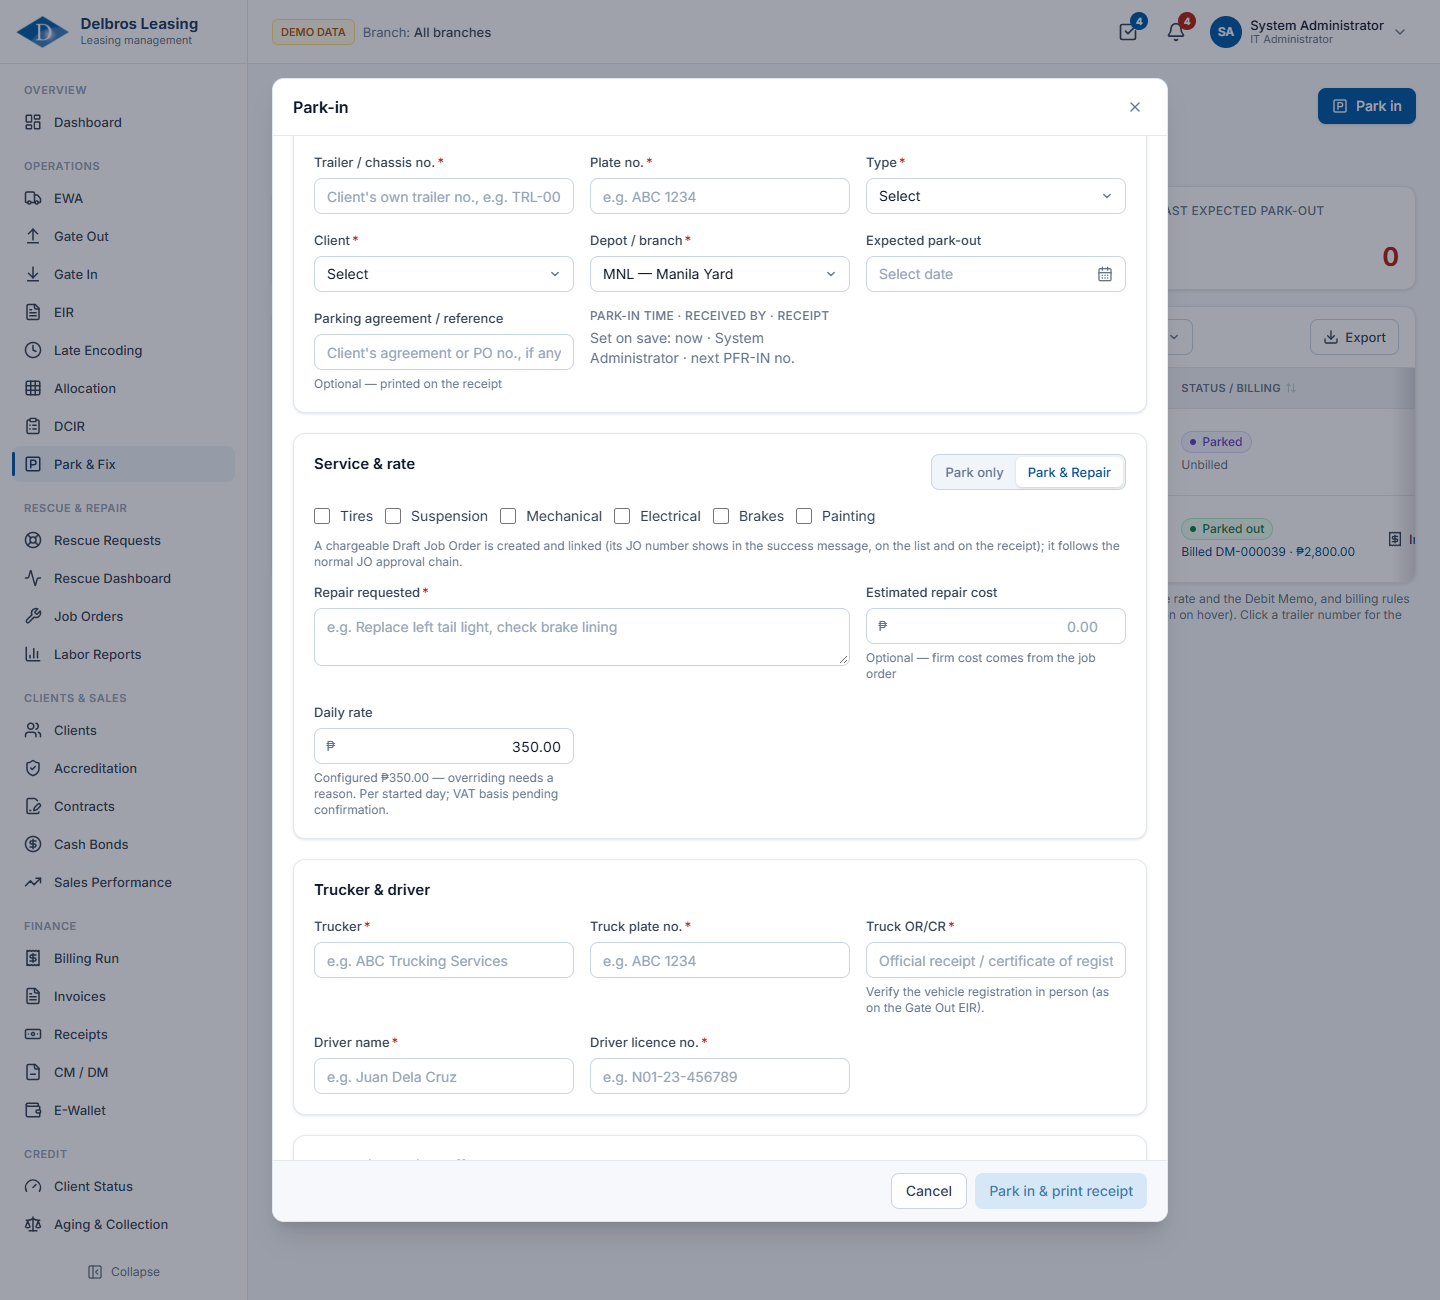 Delbros Leasing
Leasing management
DEMO DATA
Branch: All branches
4
4
SA
System Administrator
IT Administrator
OVERVIEW
Dashboard
OPERATIONS
EWA
Gate Out
Gate In
EIR
Late Encoding
Allocation
DCIR
Park & Fix
RESCUE & REPAIR
Rescue Requests
Rescue Dashboard
Job Orders
Labor Reports
CLIENTS & SALES
Clients
Accreditation
Contracts
Cash Bonds
Sales Performance
FINANCE
Billing Run
Invoices
Receipts
CM / DM
E-Wallet
CREDIT
Client Status
Aging & Collection
Collapse
Park-in
Trailer / chassis no.*
Client's own trailer no., e.g. TRL-00
Plate no.*
e.g. ABC 1234
Type*
Select
Client*
Select
Depot / branch*
MNL — Manila Yard
Expected park-out
Select date
Parking agreement / reference
Client's agreement or PO no., if any
Optional — printed on the receipt
PARK-IN TIME · RECEIVED BY · RECEIPT
Set on save: now · System
Administrator · next PFR-IN no.
Service & rate
Park only
Park & Repair
Tires
Suspension
Mechanical
Electrical
Brakes
Painting
A chargeable Draft Job Order is created and linked (its JO number shows in the success message, on the list and on the receipt); it follows the
normal JO approval chain.
Repair requested*
e.g. Replace left tail light, check brake lining
Estimated repair cost
₱ 0.00
Optional — firm cost comes from the job
order
Daily rate
₱ 350.00
Configured ₱350.00 — overriding needs a
reason. Per started day; VAT basis pending
confirmation.
Trucker & driver
Trucker*
e.g. ABC Trucking Services
Truck plate no.*
e.g. ABC 1234
Truck OR/CR*
Official receipt / certificate of regist
Verify the vehicle registration in person (as
on the Gate Out EIR).
Driver name*
e.g. Juan Dela Cruz
Driver licence no.*
e.g. N01-23-456789
Cancel
Park in & print receipt
Park in
AST EXPECTED PARK-OUT
0
Export
STATUS / BILLING
Parked
Unbilled
Parked out
Billed DM-000039 · ₱2,800.00
rate and the Debit Memo, and billing rules
n on hover). Click a trailer number for the